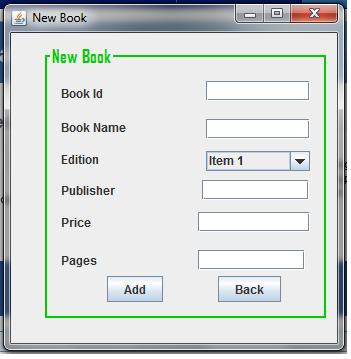 New Book
New Book
Book Id
Book Name
Edition Item 1
Publisher
Price
Pages
Add Back